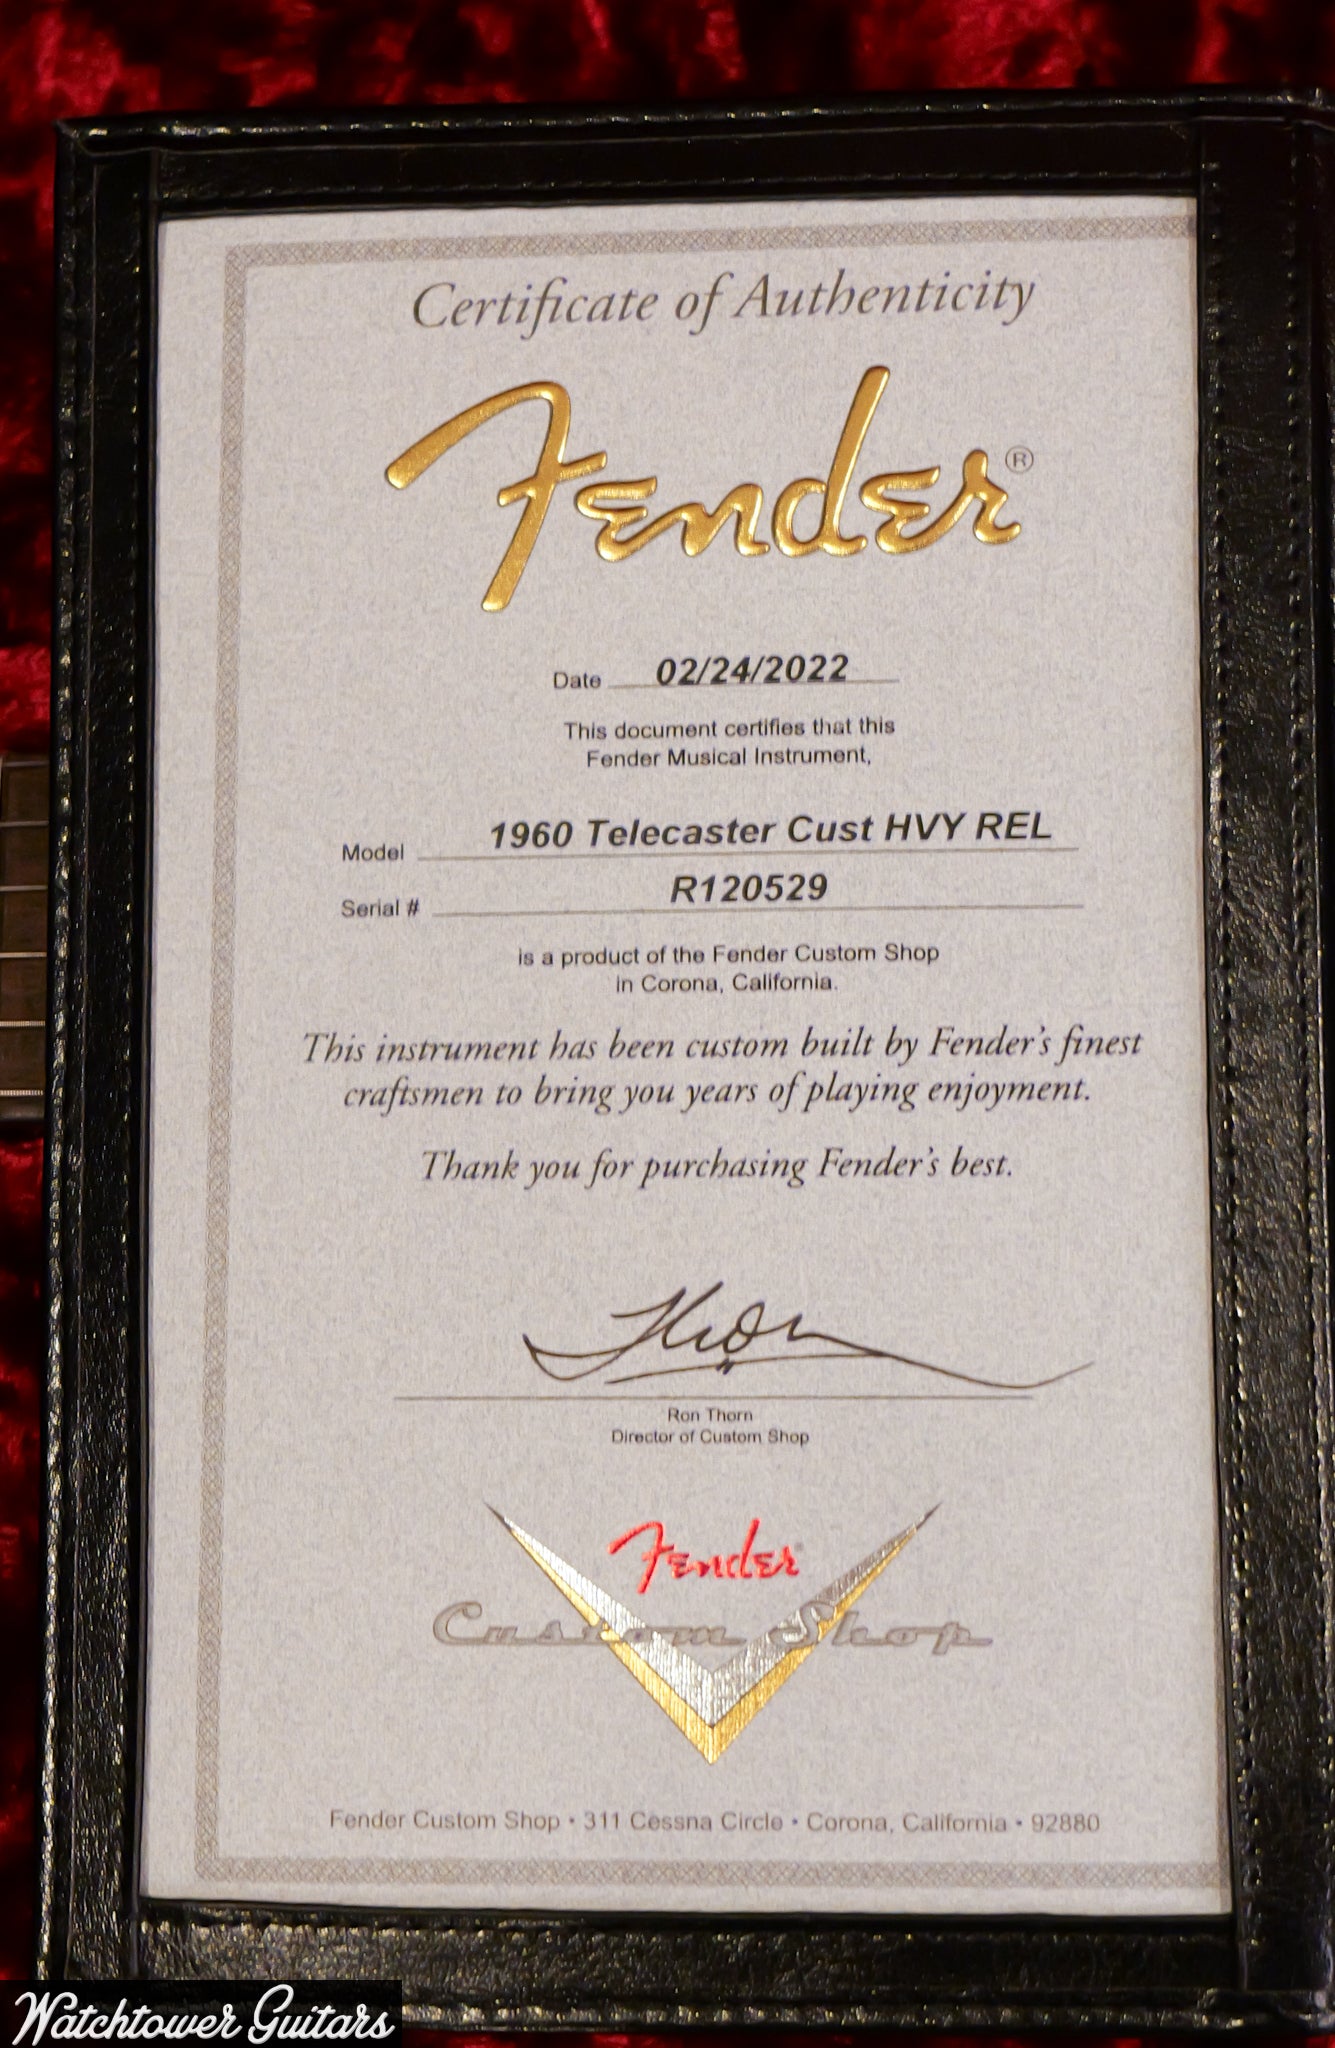 Certificate of Authenticity
Fender®
Date 02/24/2022
This document certifies that this
Fender Musical Instrument,
Model 1960 Telecaster Cust HVY REL
Serial # R120529
is a product of the Fender Custom Shop
in Corona, California.
This instrument has been custom built by Fender's finest
craftsmen to bring you years of playing enjoyment.
Thank you for purchasing Fender's best.
Ron Thorn
Director of Custom Shop
Fender
Custom Shop
Fender Custom Shop • 311 Cessna Circle • Corona, California • 92880
Watchtower Guitars